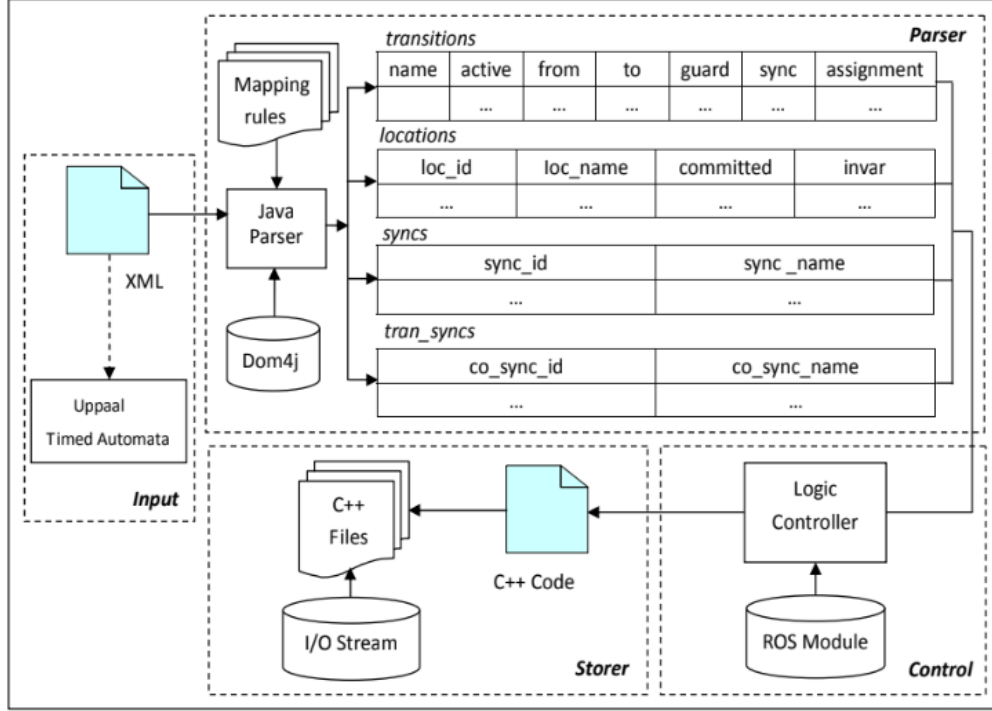 Parser
transitions
name active from to guard sync assignment
... ... ... ... ... ...
Mapping
rules
locations
loc_id loc_name committed invar
... ... ... ...
Java
Parser
syncs
sync_id sync _name
... ...
Dom4j
tran_syncs
co_sync_id co_sync_name
... ...
XML
Uppaal
Timed Automata
Input
C++
Files
C++ Code
I/O Stream
Storer
Logic
Controller
ROS Module
Control